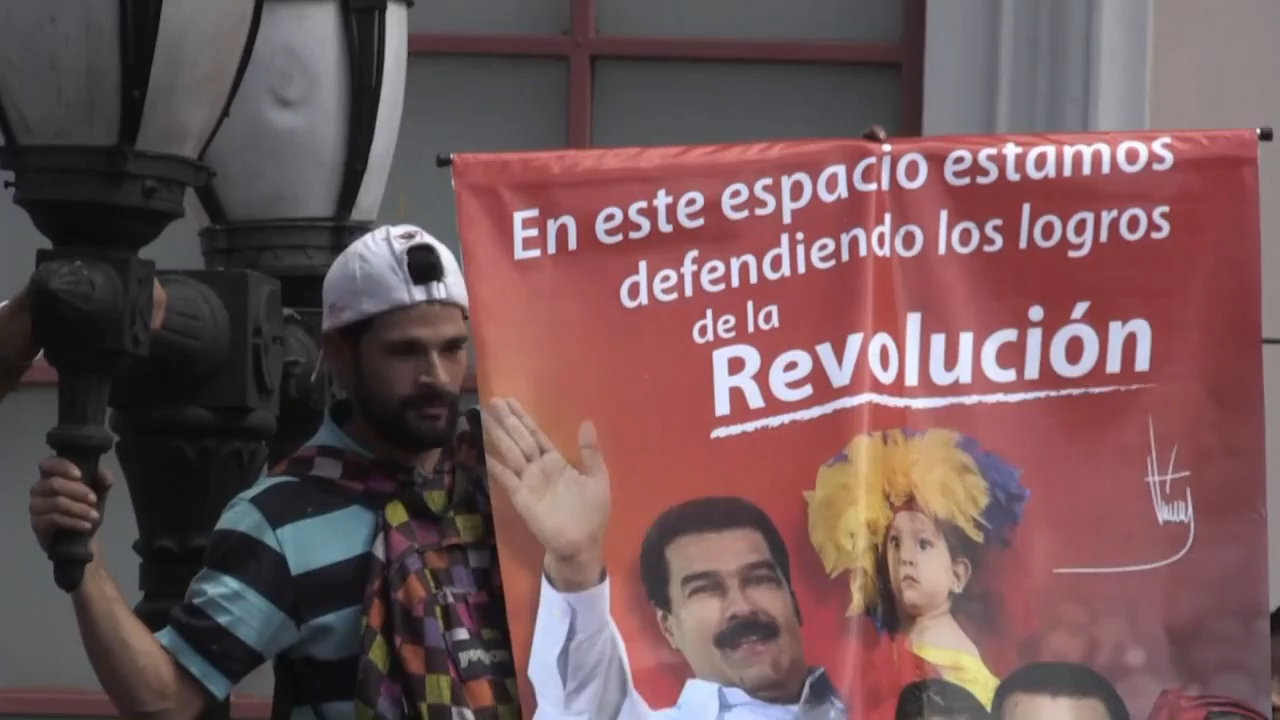 En este espacio estamos
defendiendo los logros
de la
Revolución